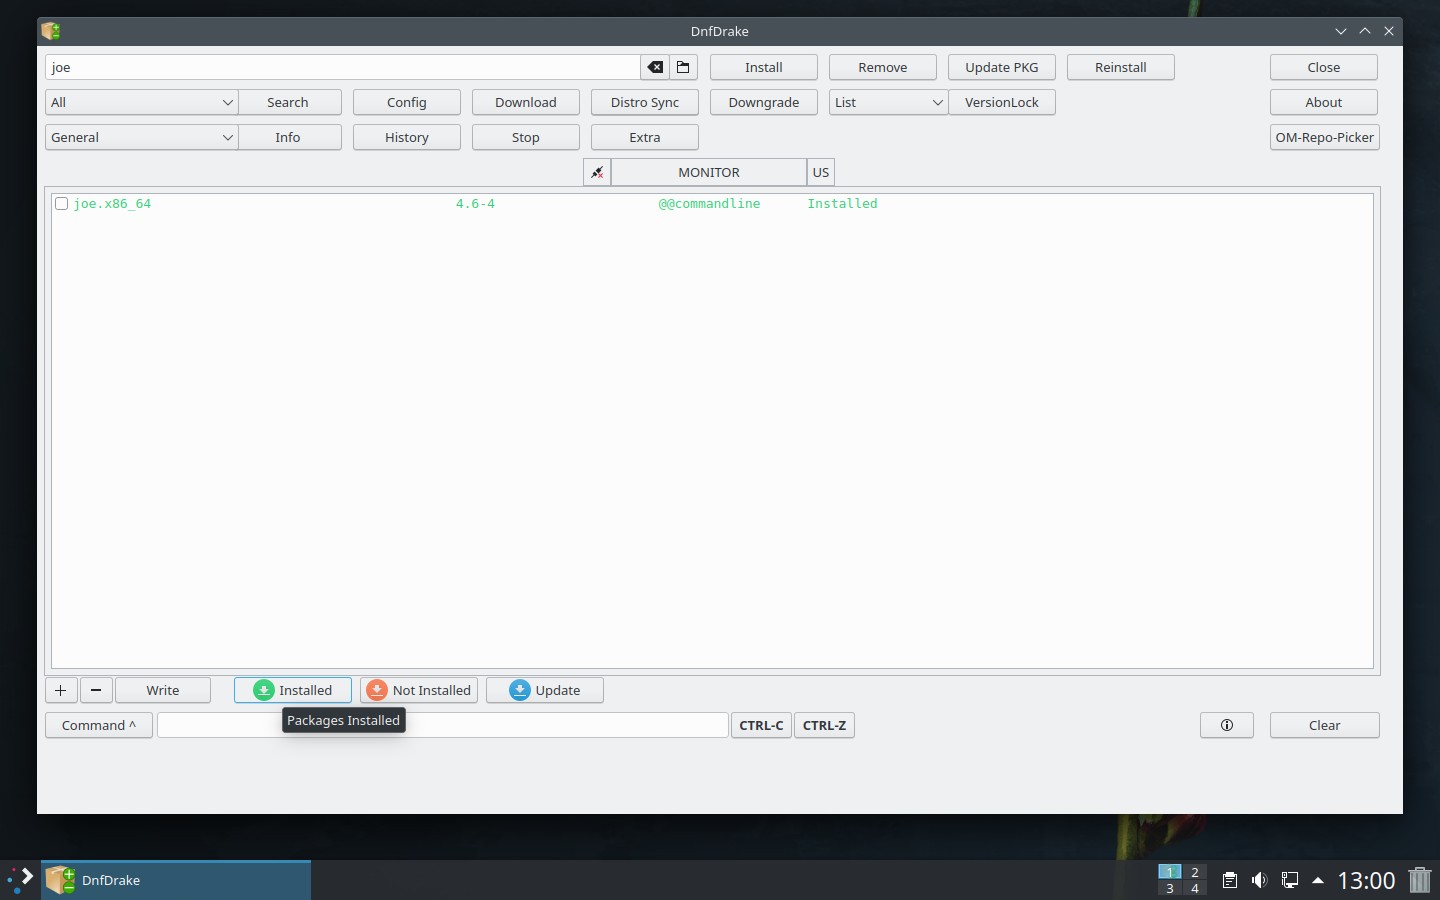 DnfDrake
joe
Install
Remove
Update PKG
Reinstall
Close
All
Search
Config
Download
Distro Sync
Downgrade
List
VersionLock
About
General
Info
History
Stop
Extra
OM-Repo-Picker
MONITOR
US
joe.x86_64 4.6-4 @@commandline Installed
+
−
Write
Installed
Not Installed
Update
Command ^
Packages Installed
CTRL-C
CTRL-Z
Clear
DnfDrake
1 2
3 4
13:00